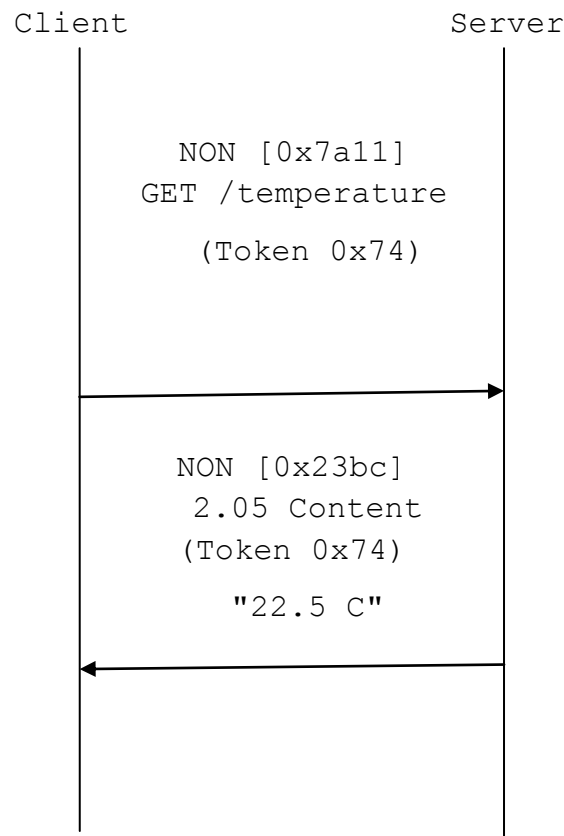 Client Server
NON [0x7a11]
GET /temperature
(Token 0x74)
NON [0x23bc]
2.05 Content
(Token 0x74)
"22.5 C"